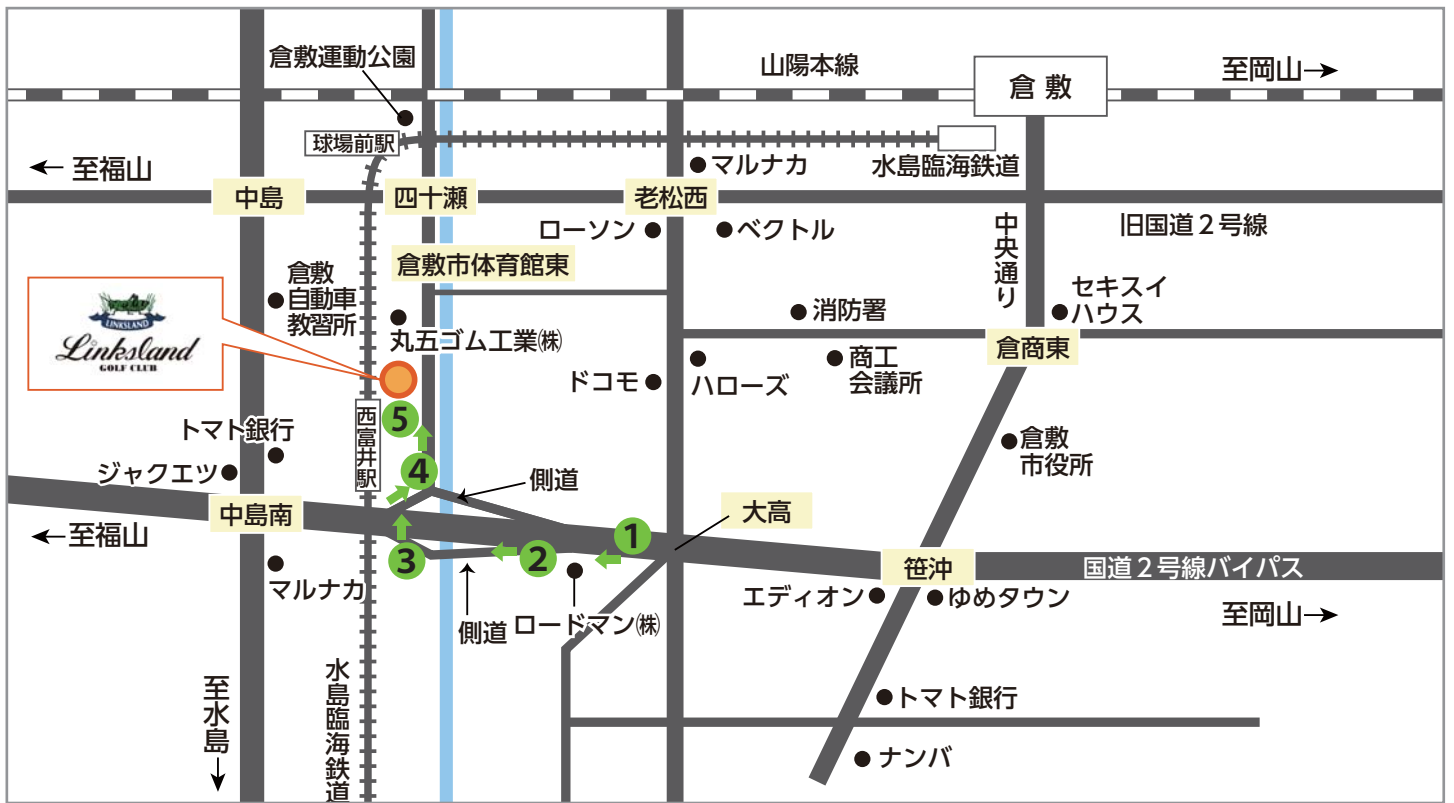 倉敷運動公園
山陽本線
倉敷
至岡山→
球場前駅
←至福山
マルナカ
水島臨海鉄道
中島
四十瀬
老松西
ローソン
ベクトル
中央通り
旧国道2号線
倉敷市体育館東
倉敷
自動車
教習所
LINKSLAND
Linksland
GOLF CLUB
丸五ゴム工業㈱
消防署
セキスイ
ハウス
倉商東
ドコモ
ハローズ
商工
会議所
西富井駅
5
トマト銀行
ジャクエツ
4
側道
倉敷
市役所
中島南
大高
←至福山
1
3
2
笹沖
国道2号線バイパス
マルナカ
側道
ロードマン㈱
エディオン
ゆめタウン
至岡山→
至水島↓
水島臨海鉄道
トマト銀行
ナンバ